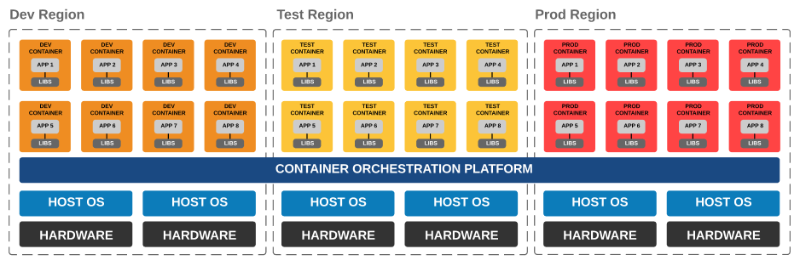 Dev Region
Test Region
Prod Region
DEV CONTAINER
APP 1
LIBS
DEV CONTAINER
APP 2
LIBS
DEV CONTAINER
APP 3
LIBS
DEV CONTAINER
APP 4
LIBS
TEST CONTAINER
APP 1
LIBS
TEST CONTAINER
APP 2
LIBS
TEST CONTAINER
APP 3
LIBS
TEST CONTAINER
APP 4
LIBS
PROD CONTAINER
APP 1
LIBS
PROD CONTAINER
APP 2
LIBS
PROD CONTAINER
APP 3
LIBS
PROD CONTAINER
APP 4
LIBS
DEV CONTAINER
APP 5
LIBS
DEV CONTAINER
APP 6
LIBS
DEV CONTAINER
APP 7
LIBS
DEV CONTAINER
APP 8
LIBS
TEST CONTAINER
APP 5
LIBS
TEST CONTAINER
APP 6
LIBS
TEST CONTAINER
APP 7
LIBS
TEST CONTAINER
APP 8
LIBS
PROD CONTAINER
APP 5
LIBS
PROD CONTAINER
APP 6
LIBS
PROD CONTAINER
APP 7
LIBS
PROD CONTAINER
APP 8
LIBS
CONTAINER ORCHESTRATION PLATFORM
HOST OS
HOST OS
HOST OS
HOST OS
HOST OS
HOST OS
HARDWARE
HARDWARE
HARDWARE
HARDWARE
HARDWARE
HARDWARE